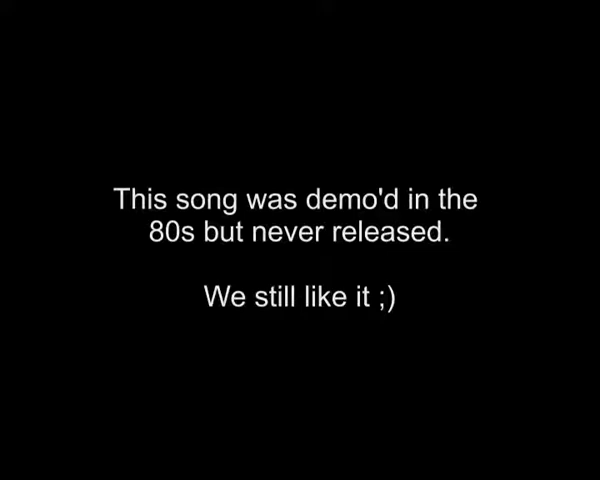 This song was demo'd in the
80s but never released.
We still like it ;)